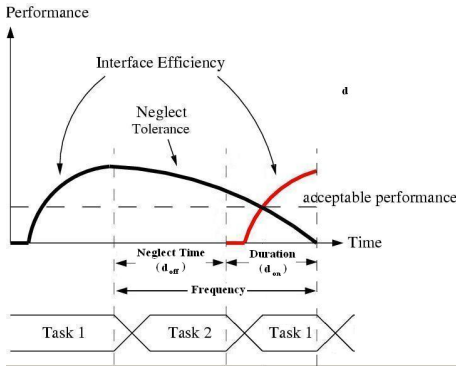 Performance
Interface Efficiency
d
Neglect
Tolerance
acceptable performance
Time
Neglect Time
(d off)
Duration
(d on)
Frequency
Task 1
Task 2
Task 1